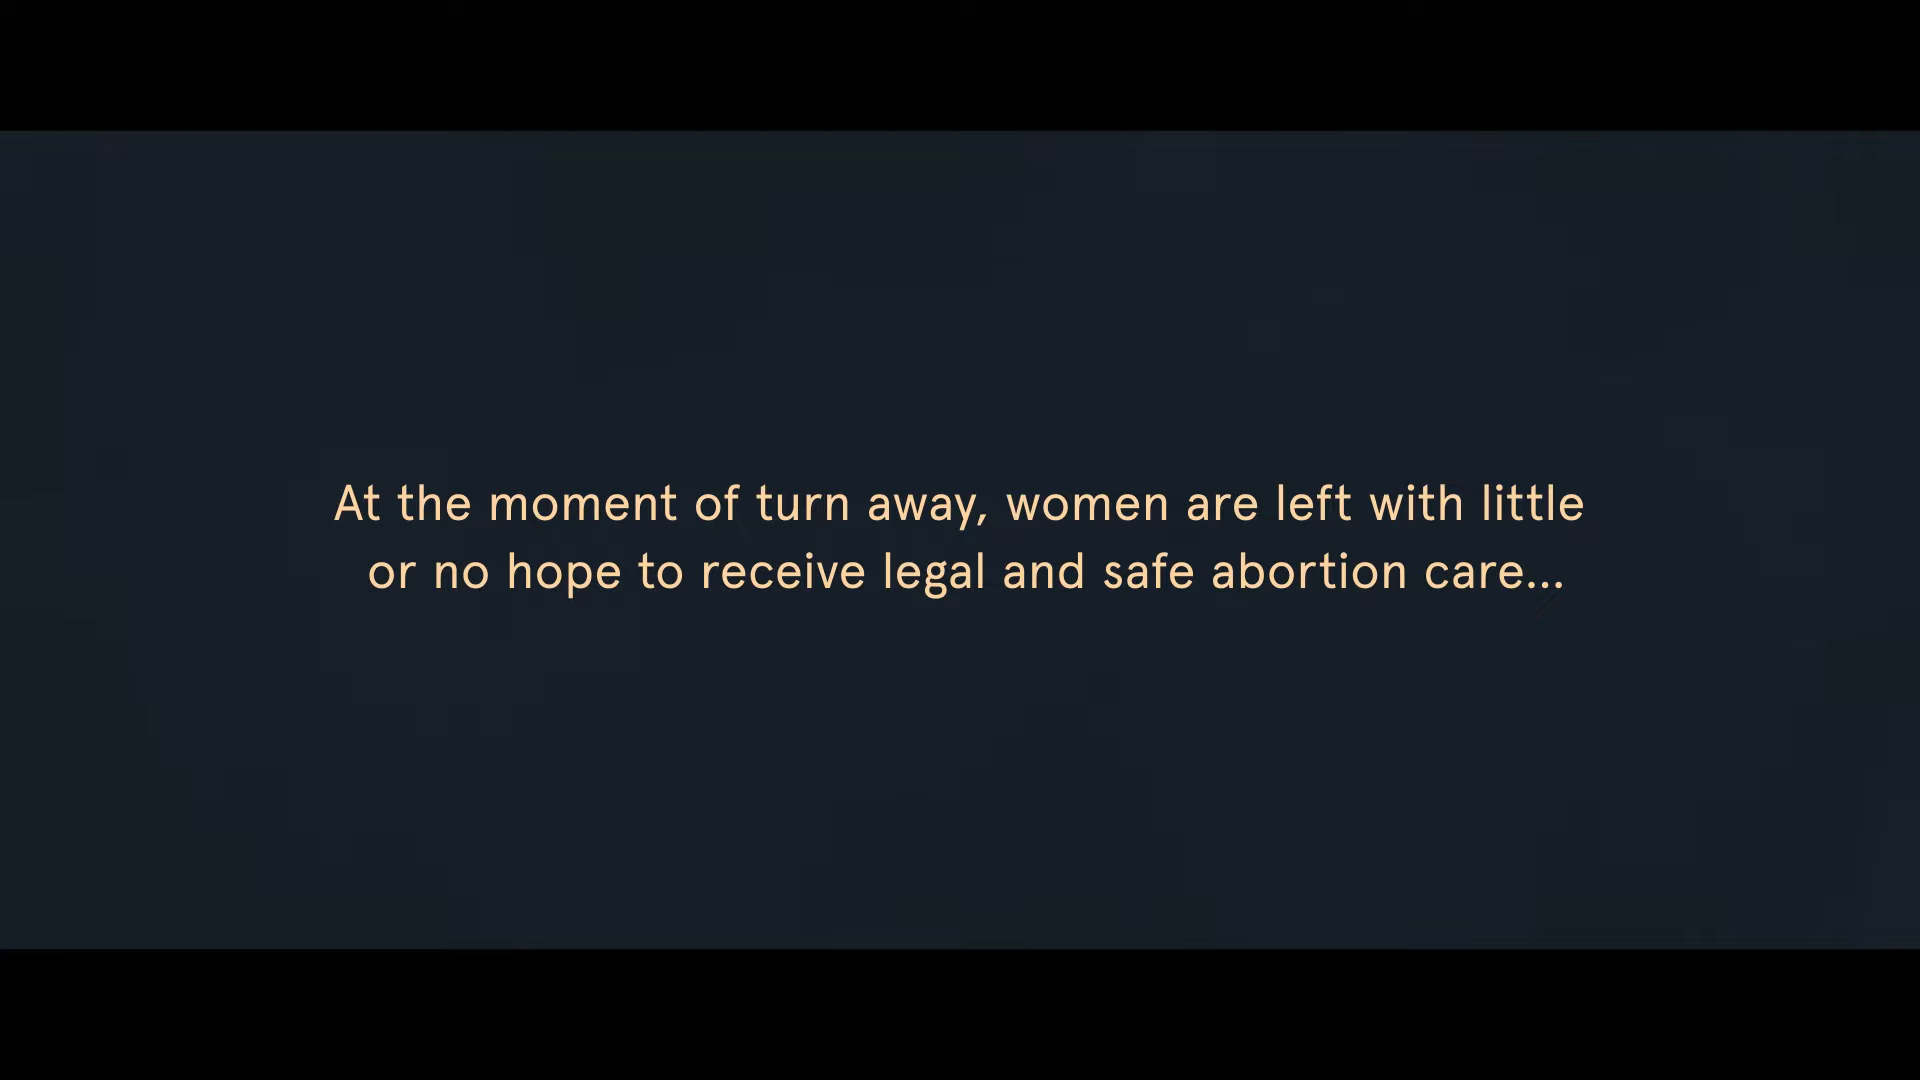 At the moment of turn away, women are left with little
or no hope to receive legal and safe abortion care...